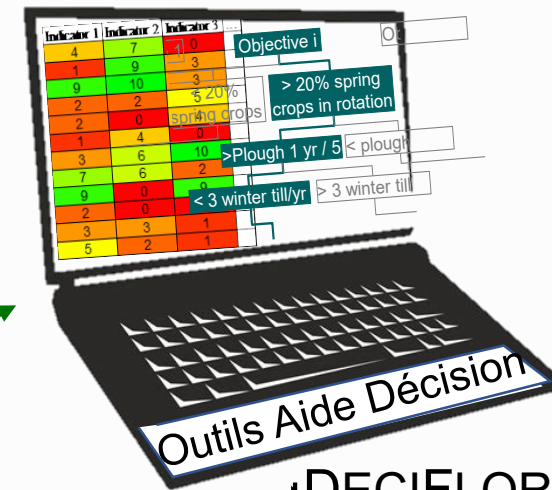 Indicator 1 Indicator 2 Indicator 3 ...
4 7 0
1 9 3
9 10 3
2 2 5
2 0 4
1 4 0
3 6 10
7 6 2
9 0 9
2 0
3 3 1
5 2 1
Objective i
> 20% spring
crops in rotation
20%
spring crops
>Plough 1 yr / 5
< plough
< 3 winter till/yr
> 3 winter till
Outils Aide Décision
DECIFLOR